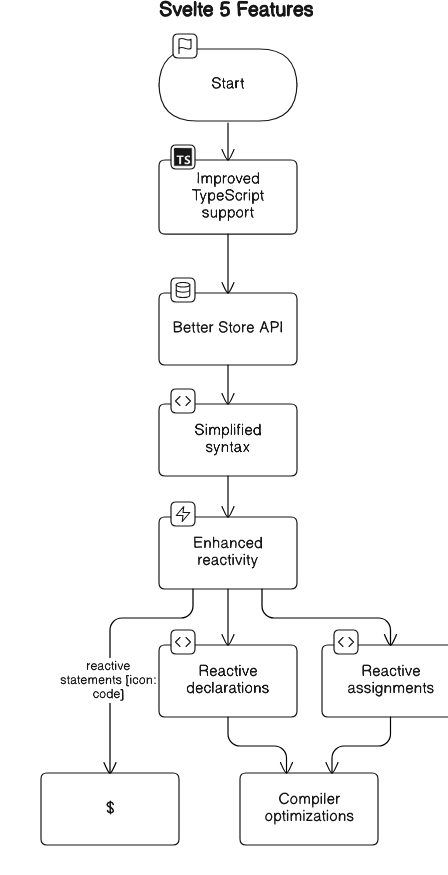 Svelte 5 Features
Start
TS
Improved
TypeScript
support
Better Store API
Simplified
syntax
Enhanced
reactivity
reactive
statements [icon:
code]
Reactive
declarations
Reactive
assignments
$
Compiler
optimizations